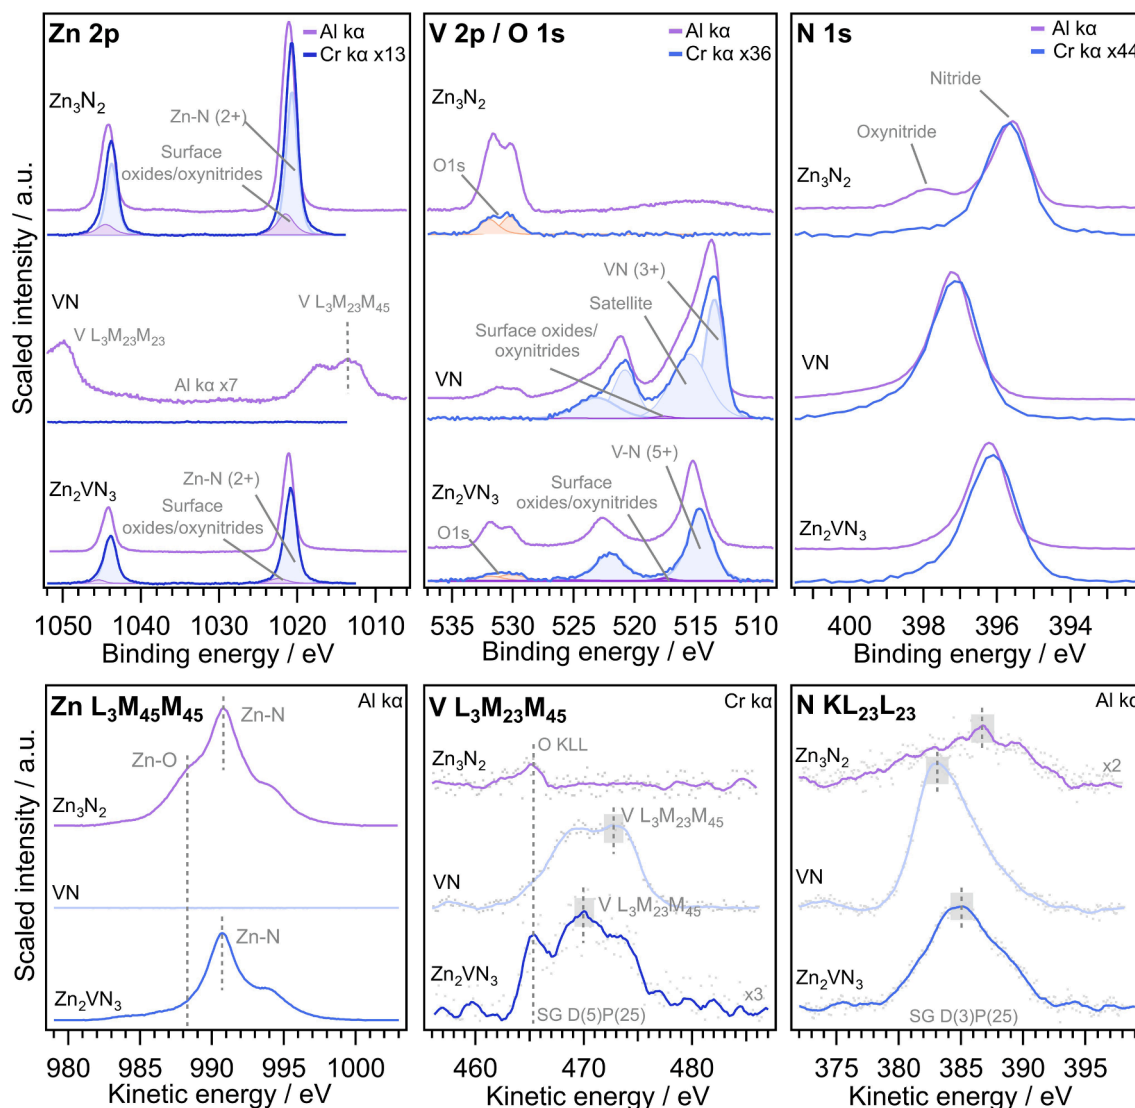 Zn 2p
Al kα
Cr kα x13
Zn₃N₂
Zn-N (2+)
Surface
oxides/oxynitrides
VN
V L₃M₂₃M₂₃
V L₃M₂₃M₄₅
Al kα x7
Zn₂VN₃
Zn-N (2+)
Surface
oxides/oxynitrides
1050 1040 1030 1020 1010
Binding energy / eV
Scaled intensity / a.u.
V 2p / O 1s
Al kα
Cr kα x36
Zn₃N₂
O1s
VN (3+)
Satellite
Surface oxides/
oxynitrides
VN
V-N (5+)
Surface
oxides/oxynitrides
Zn₂VN₃
O1s
535 530 525 520 515 510
Binding energy / eV
N 1s
Al kα
Cr kα x44
Nitride
Oxynitride
Zn₃N₂
VN
Zn₂VN₃
400 398 396 394
Binding energy / eV
Zn L₃M₄₅M₄₅
Al kα
Zn-N
Zn-O
Zn₃N₂
VN
Zn-N
Zn₂VN₃
980 985 990 995 1000
Kinetic energy / eV
Scaled intensity / a.u.
V L₃M₂₃M₄₅
Cr kα
Zn₃N₂
O KLL
V L₃M₂₃M₄₅
VN
V L₃M₂₃M₄₅
Zn₂VN₃
x3
SG D(5)P(25)
460 470 480
Kinetic energy / eV
N KL₂₃L₂₃
Al kα
Zn₃N₂
x2
VN
Zn₂VN₃
SG D(3)P(25)
375 380 385 390 395
Kinetic energy / eV